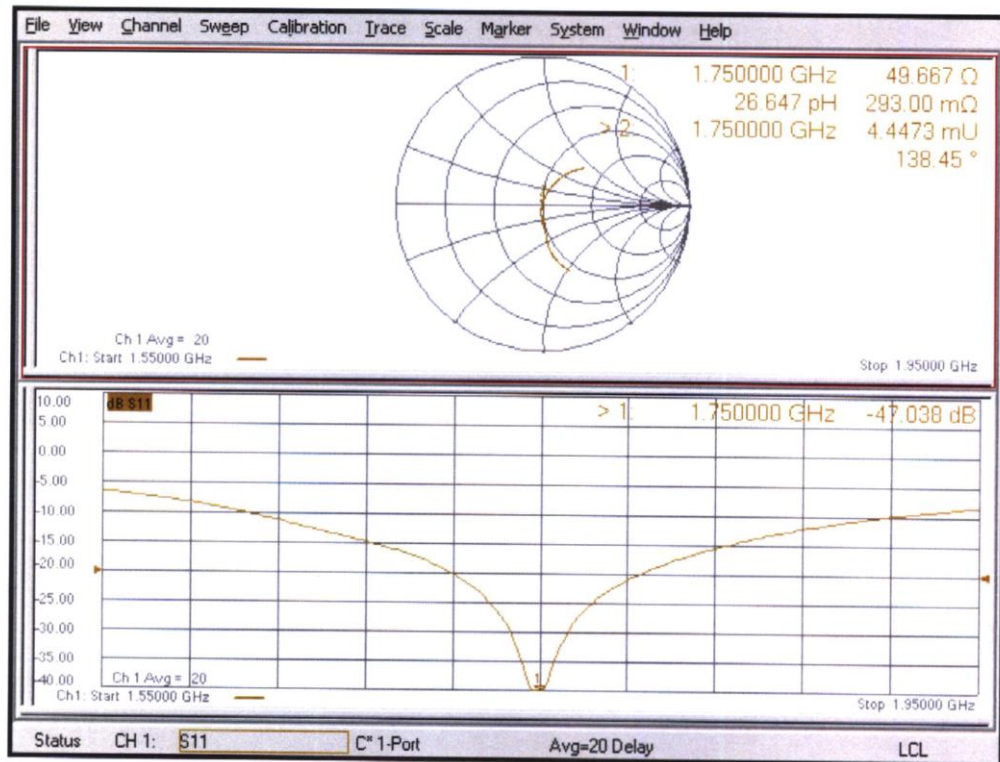 File View Channel Sweep Calibration Trace Scale Marker System Window Help
1: 1.750000 GHz 49.667 Ω
26.647 pH 293.00 mΩ
> 2: 1.750000 GHz 4.4473 mU
138.45 °
Ch 1 Avg = 20
Ch1: Start 1.55000 GHz
Stop 1.95000 GHz
10.00
dB S11
> 1: 1.750000 GHz -47.038 dB
5.00
0.00
-5.00
-10.00
-15.00
-20.00
-25.00
-30.00
-35.00
-40.00
1
Ch 1 Avg = 20
Ch1: Start 1.55000 GHz
Stop 1.95000 GHz
Status CH 1: S11 C* 1-Port Avg=20 Delay LCL